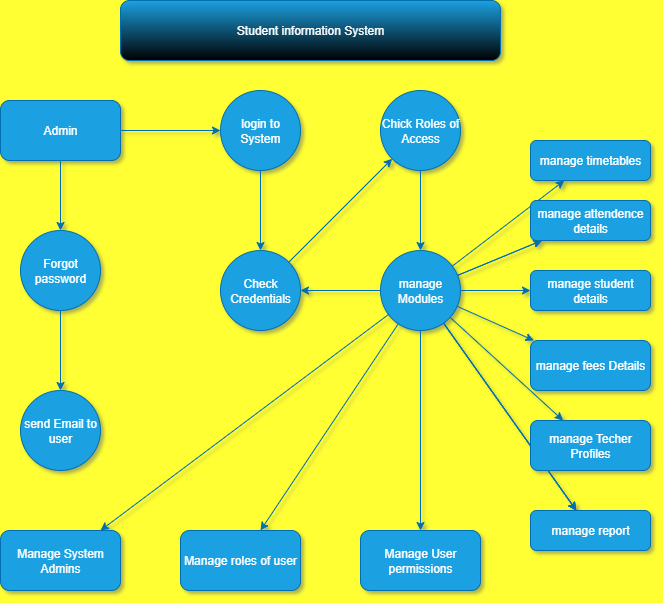 Student information System
Admin
login to
System
Chick Roles of
Access
manage timetables
manage attendence
details
Forgot
password
Check
Credentials
manage
Modules
manage student
details
manage fees Details
send Email to
user
manage Techer
Profiles
manage report
Manage System
Admins
Manage roles of user
Manage User
permissions